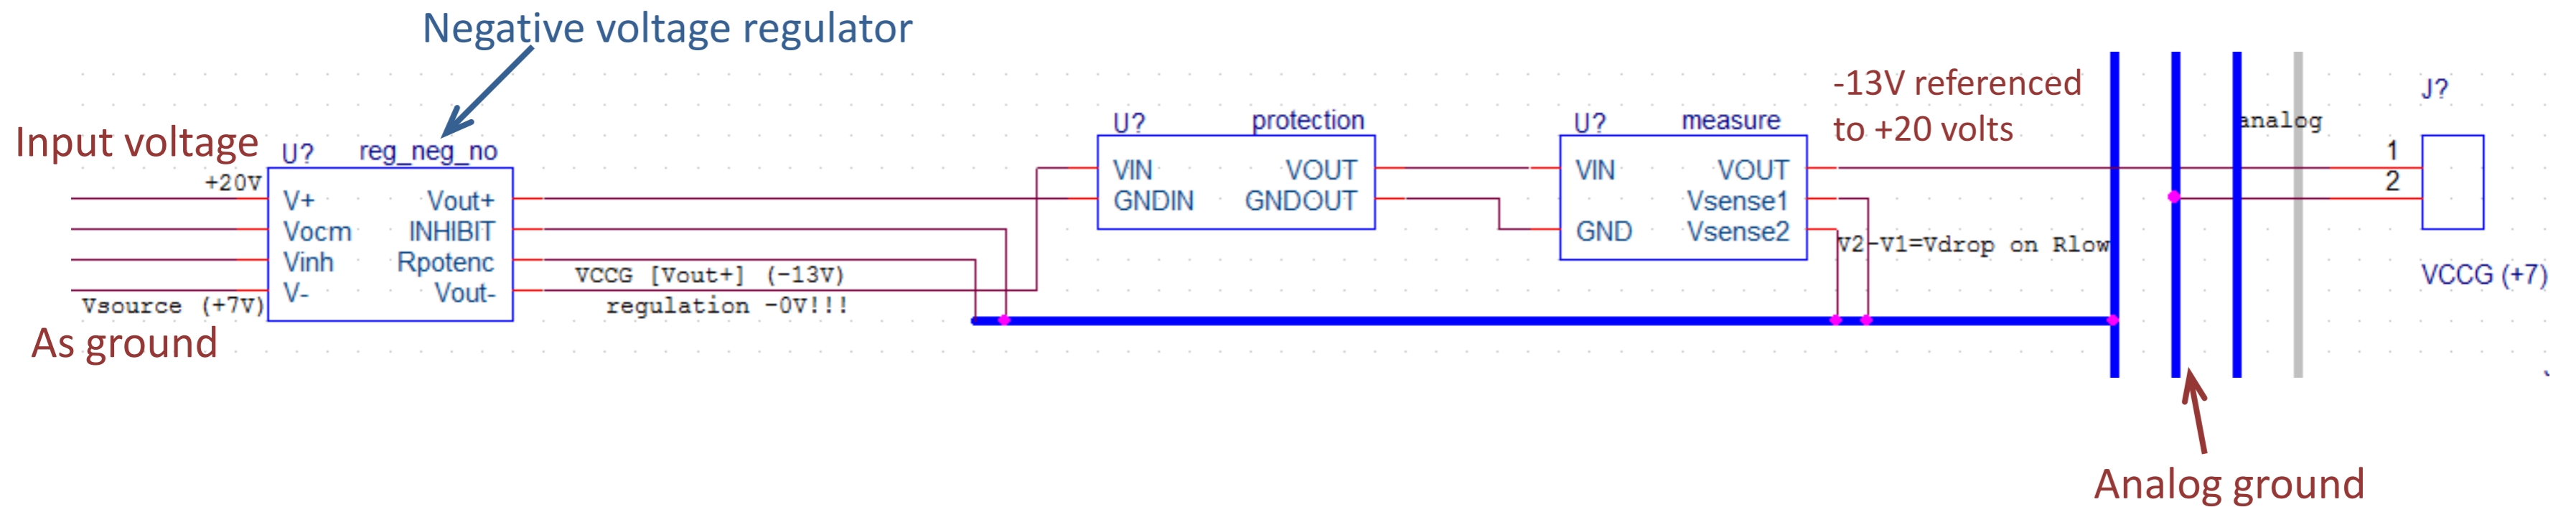 Negative voltage regulator
Input voltage
+20V
U?
reg_neg_no
V+
Vout+
Vocm
INHIBIT
Vinh
Rpotenc
V-
Vout-
Vsource (+7V)
As ground
VCCG [Vout+] (-13V)
regulation -0V!!!
U?
protection
VIN
VOUT
GNDIN
GNDOUT
U?
measure
VIN
VOUT
Vsense1
GND
Vsense2
-13V referenced
to +20 volts
V2-V1=Vdrop on Rlow
analog
J?
1
2
VCCG (+7)
Analog ground